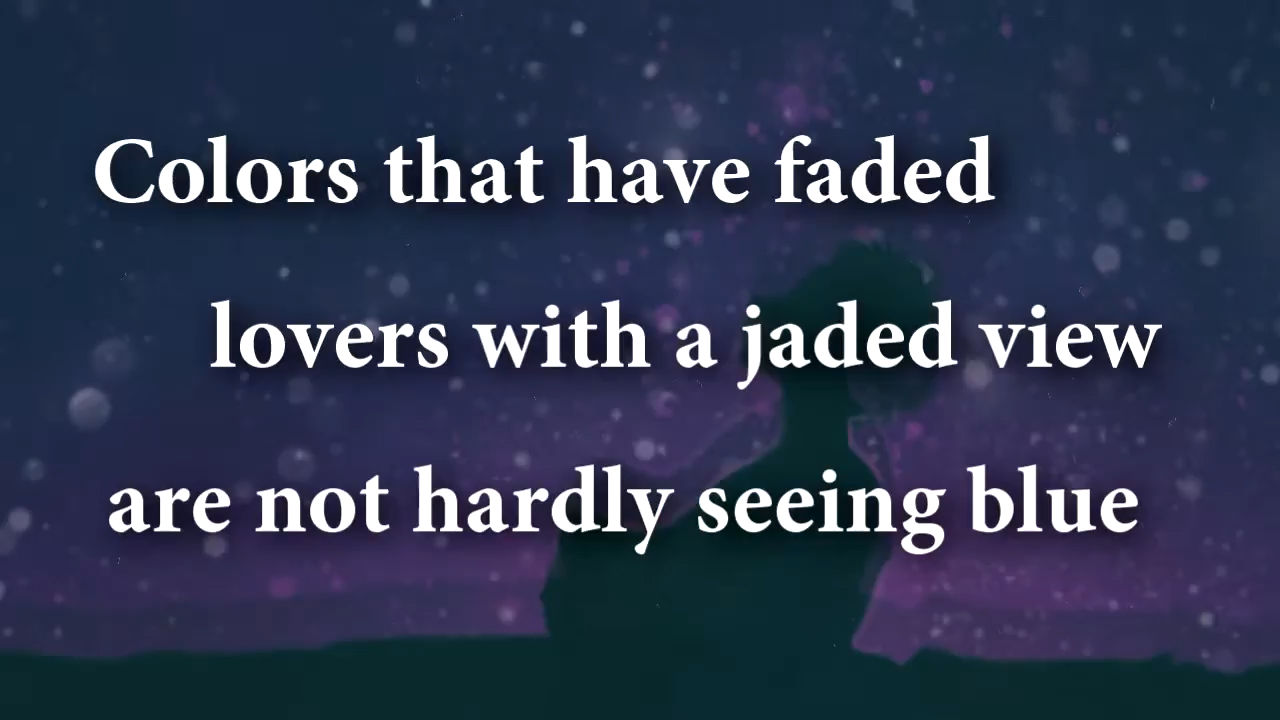 Colors that have faded
lovers with a jaded view
are not hardly seeing blue